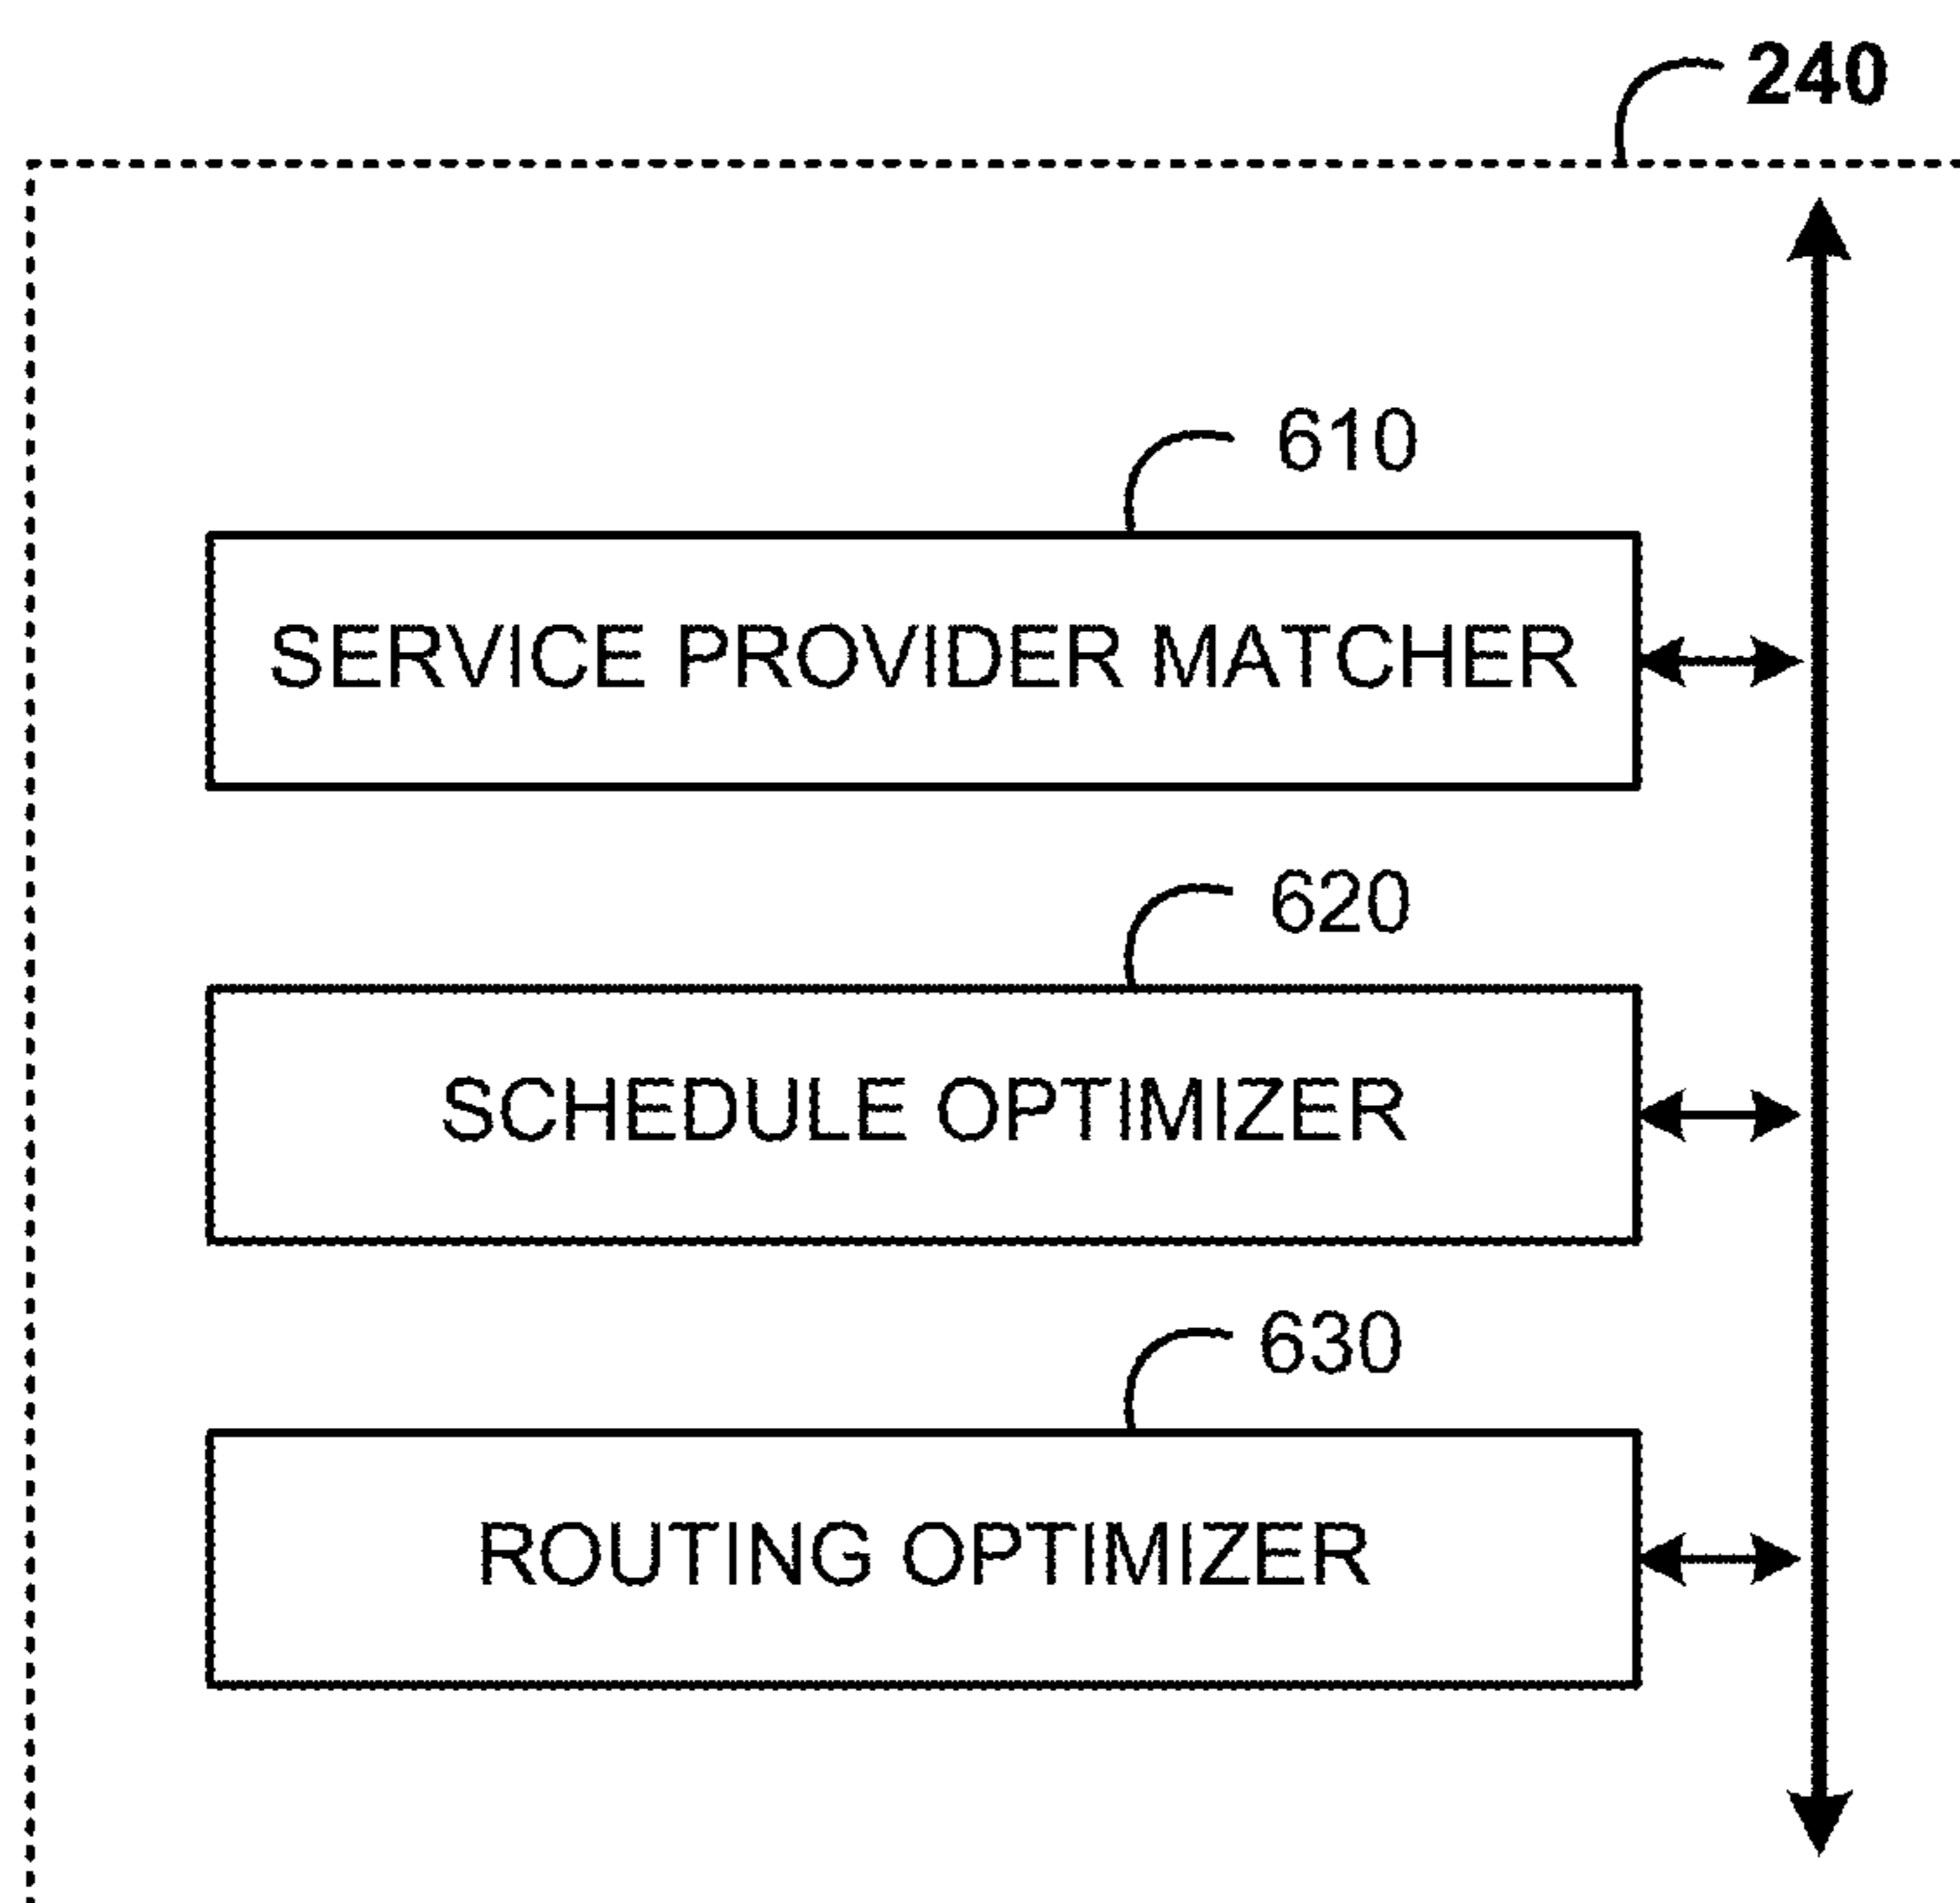 240
610
SERVICE PROVIDER MATCHER
620
SCHEDULE OPTIMIZER
630
ROUTING OPTIMIZER